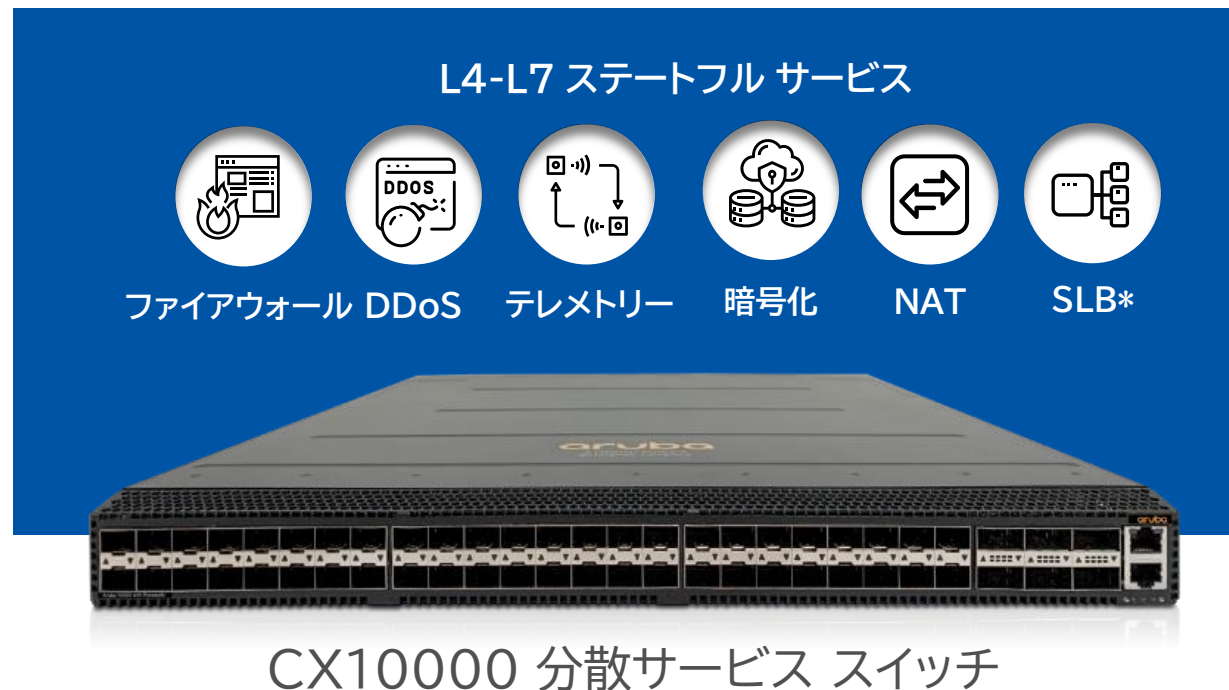 L4-L7 ステートフル サービス
DDOS
ファイアウォール DDoS テレメトリー 暗号化 NAT SLB*
aruba
aruba
CX10000 分散サービス スイッチ